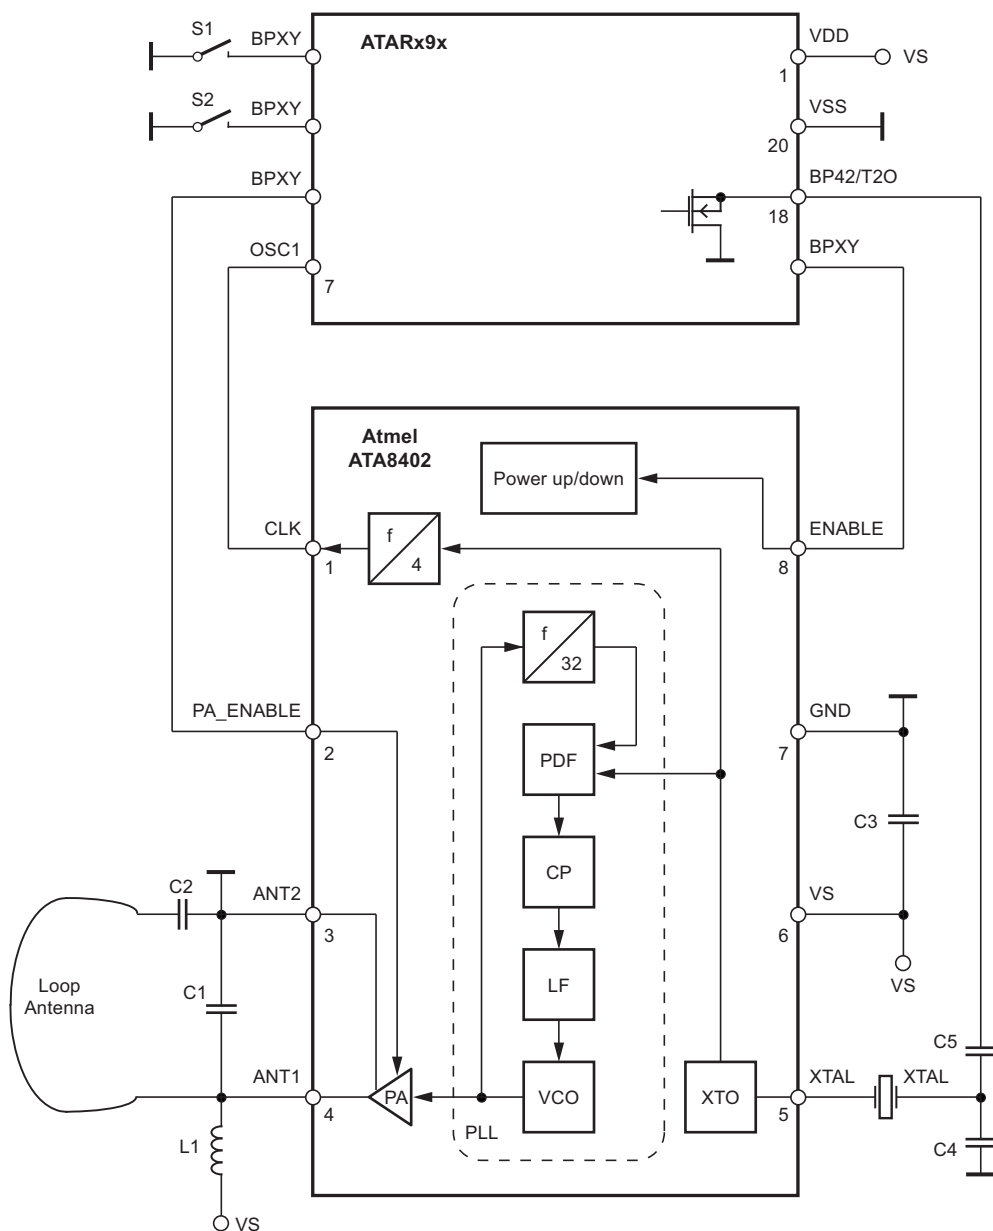 S1
BPXY
ATARx9x
VDD
1
VS
S2
BPXY
VSS
20
BPXY
BP42/T2O
18
OSC1
7
BPXY
Atmel
ATA8402
Power up/down
CLK
1
f
4
ENABLE
8
f
32
PA_ENABLE
2
GND
7
PDF
C3
CP
C2
ANT2
3
VS
6
Loop
Antenna
C1
LF
VS
C5
ANT1
4
PA
VCO
XTO
XTAL
5
XTAL
PLL
L1
C4
VS